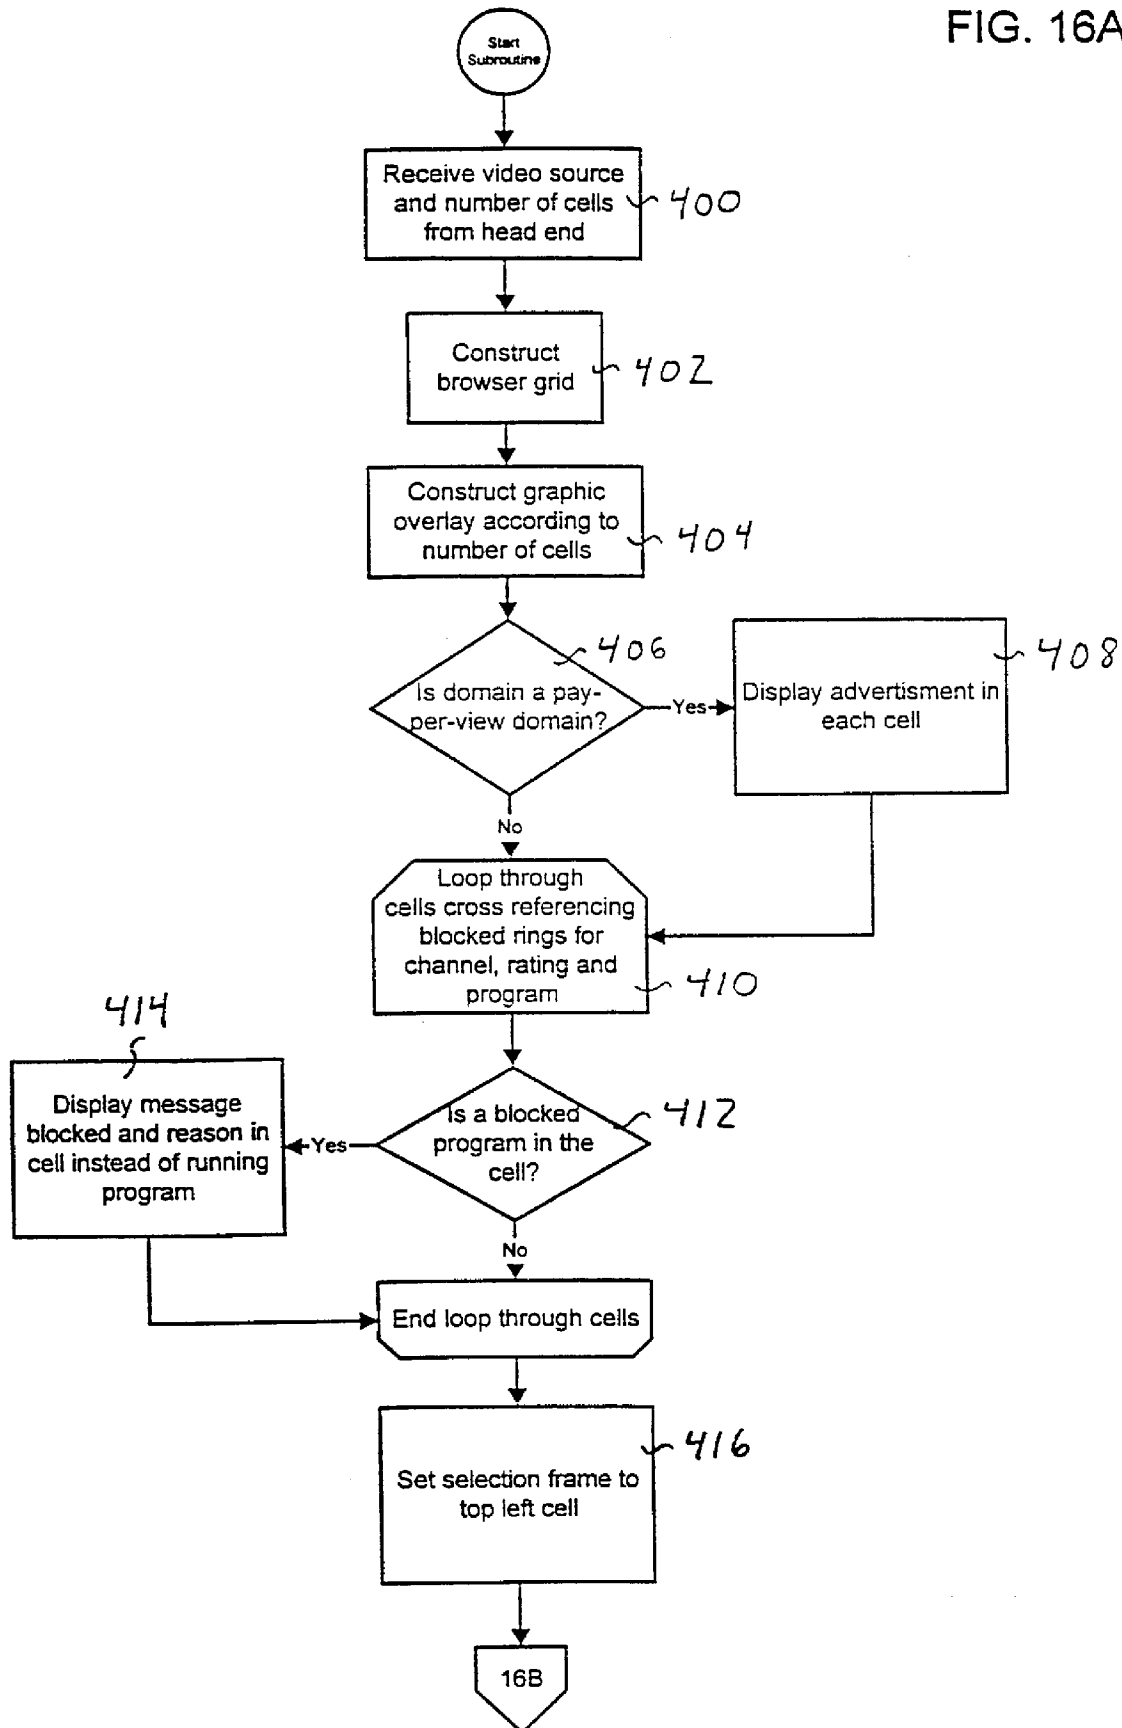 FIG. 16A
Start
Subroutine
Receive video source
and number of cells
from head end
400
Construct
browser grid
402
Construct graphic
overlay according to
number of cells
404
406
Is domain a pay-
per-view domain?
Yes
408
Display advertisment in
each cell
No
Loop through
cells cross referencing
blocked rings for
channel, rating and
program
410
414
Display message
blocked and reason in
cell instead of running
program
Yes
Is a blocked
program in the
cell?
412
No
End loop through cells
416
Set selection frame to
top left cell
16B